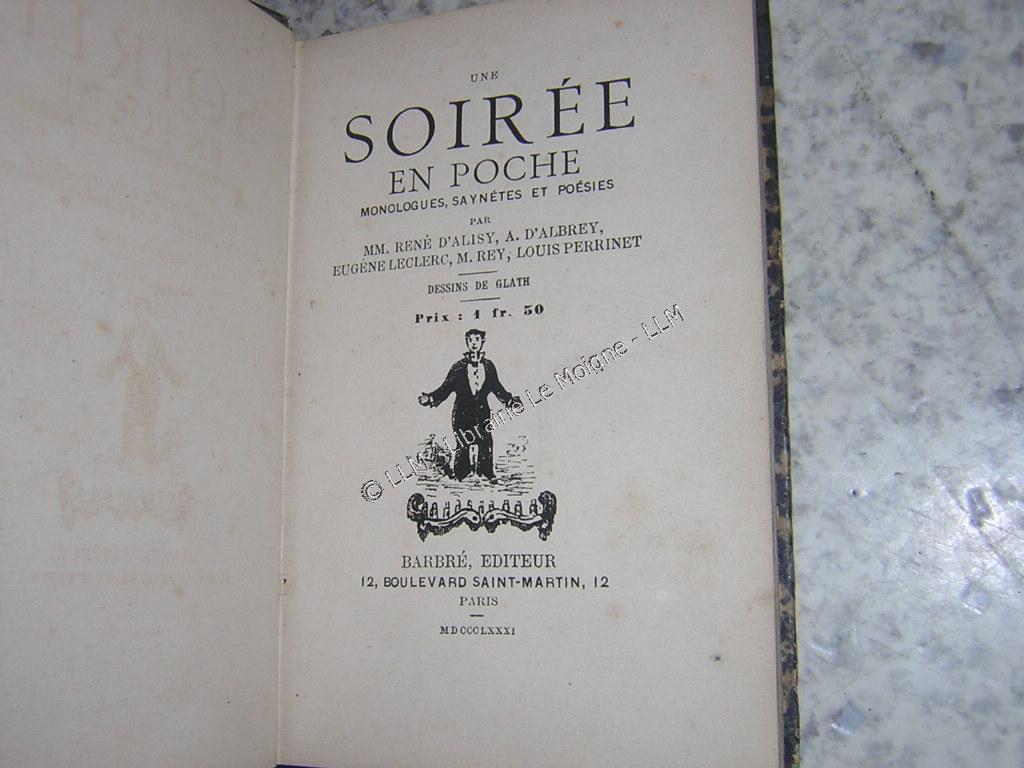 UNE
SOIRÉE
EN POCHE
MONOLOGUES, SAYNÈTES ET POÉSIES
PAR
MM. RENÉ D'ALISY, A. D'ALBREY,
EUGÈNE LECLERC, M. REY, LOUIS PERRINET
DESSINS DE GLATH
Prix : 1 fr. 50
© LLM - Librairie Le Moigne - LLM
BARBRÉ, EDITEUR
12, BOULEVARD SAINT-MARTIN, 12
PARIS
MDCCCLXXXI